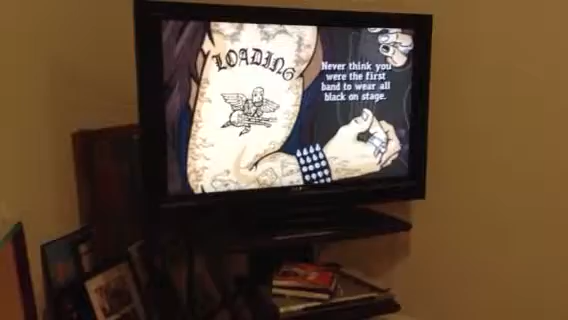 LOADING
Never think you
were the first
band to wear all
black on stage.